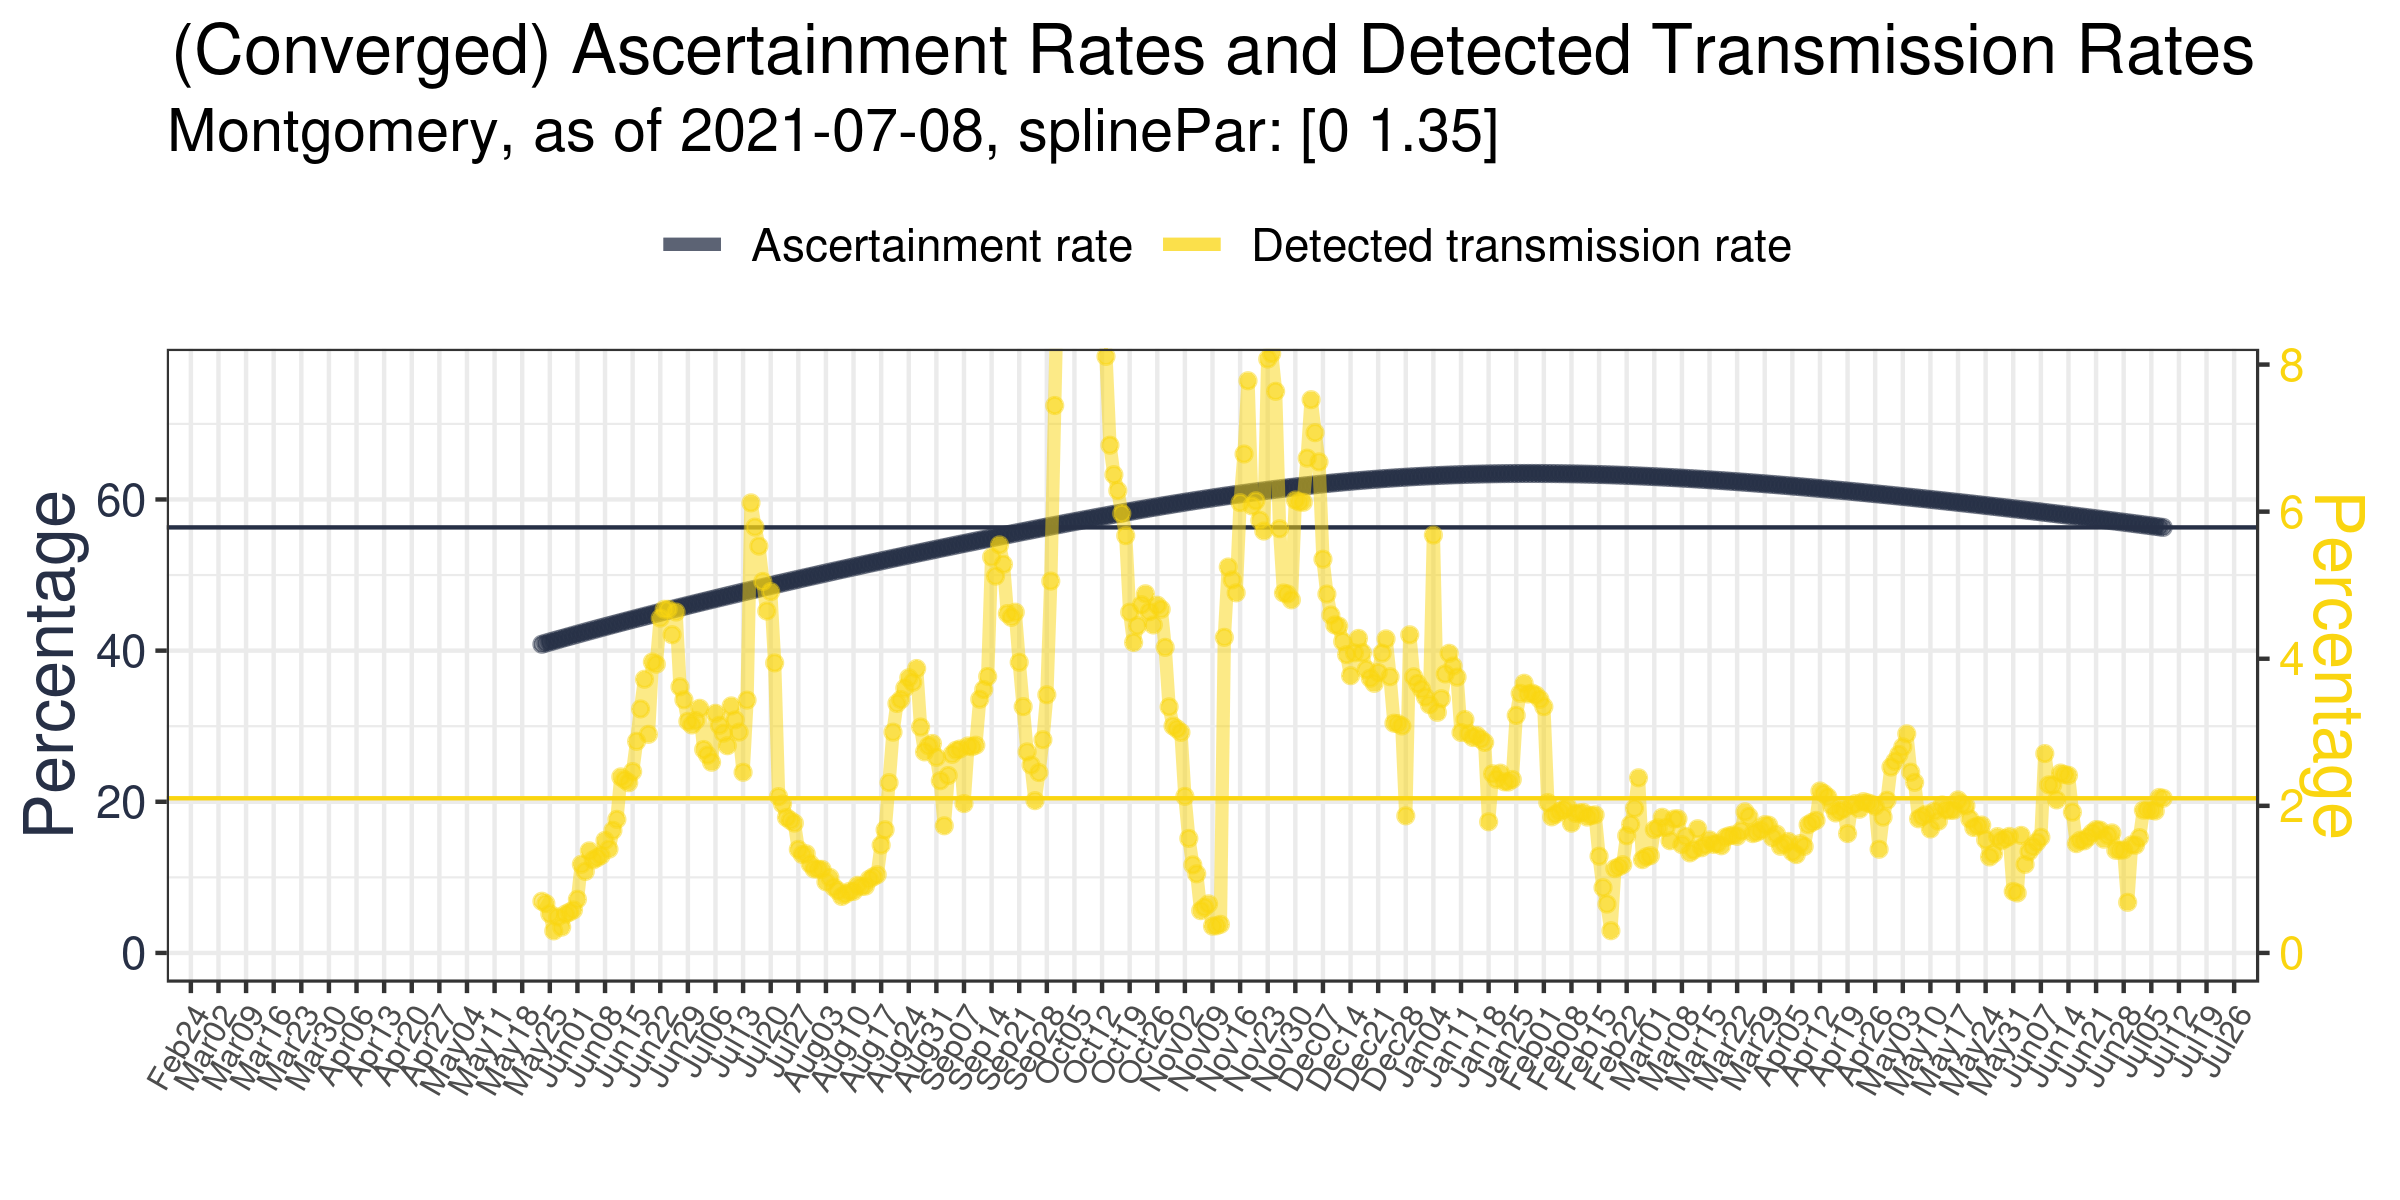 (Converged) Ascertainment Rates and Detected Transmission Rates
Montgomery, as of 2021-07-08, splinePar: [0 1.35]
Ascertainment rate
Detected transmission rate
Percentage
60
40
20
0
8
6
4
2
0
Percentage
Feb24
Mar02
Mar09
Mar16
Mar23
Mar30
Apr06
Apr13
Apr20
Apr27
May04
May11
May18
May25
Jun01
Jun08
Jun15
Jun22
Jun29
Jul06
Jul13
Jul20
Jul27
Aug03
Aug10
Aug17
Aug24
Aug31
Sep07
Sep14
Sep21
Sep28
Oct05
Oct12
Oct19
Oct26
Nov02
Nov09
Nov16
Nov23
Nov30
Dec07
Dec14
Dec21
Dec28
Jan04
Jan11
Jan18
Jan25
Feb01
Feb08
Feb15
Feb22
Mar01
Mar08
Mar15
Mar22
Mar29
Apr05
Apr12
Apr19
Apr26
May03
May10
May17
May24
May31
Jun07
Jun14
Jun21
Jun28
Jul05
Jul12
Jul19
Jul26